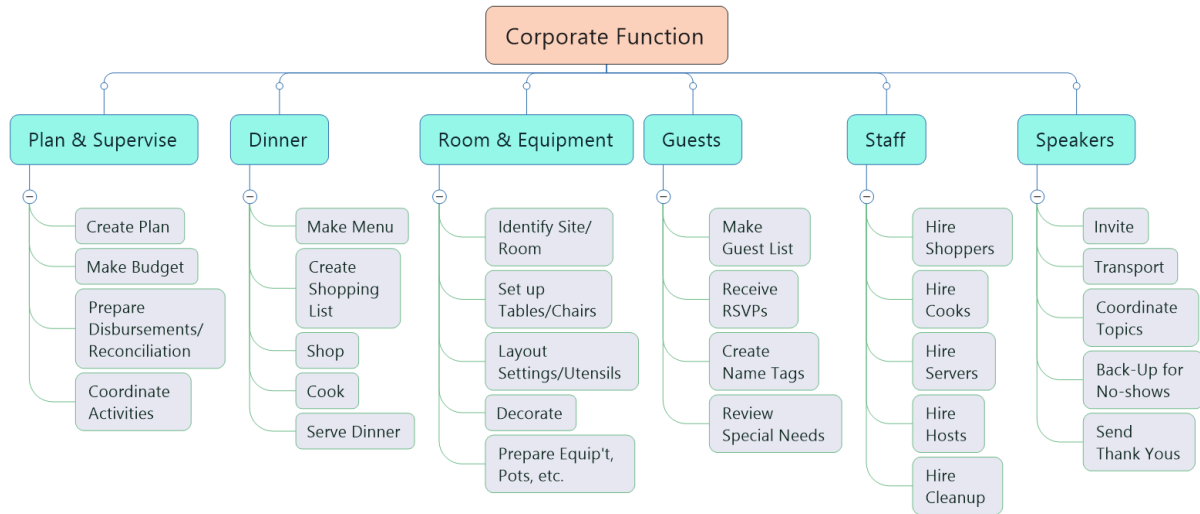 Corporate Function
Plan & Supervise
Create Plan
Make Budget
Prepare
Disbursements/
Reconciliation
Coordinate
Activities
Dinner
Make Menu
Create
Shopping
List
Shop
Cook
Serve Dinner
Room & Equipment
Identify Site/
Room
Set up
Tables/Chairs
Layout
Settings/Utensils
Decorate
Prepare Equip't,
Pots, etc.
Guests
Make
Guest List
Receive
RSVPs
Create
Name Tags
Review
Special Needs
Staff
Hire
Shoppers
Hire
Cooks
Hire
Servers
Hire
Hosts
Hire
Cleanup
Speakers
Invite
Transport
Coordinate
Topics
Back-Up for
No-shows
Send
Thank Yous